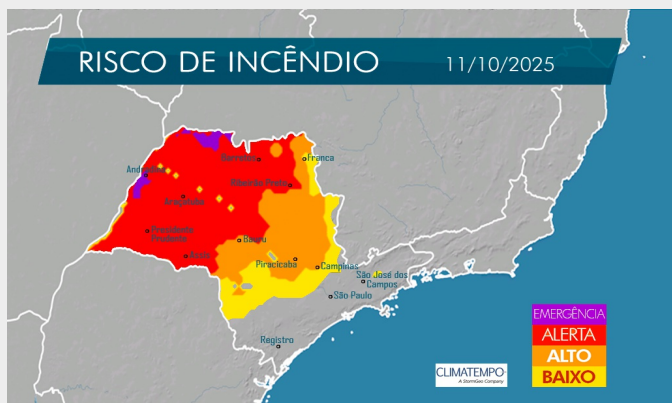 RISCO DE INCÊNDIO
11/10/2025
Barretos
Franca
Andradina
Ribeirão Preto
Araçatuba
Presidente
Prudente
Bauru
Assis
Piracicaba
Campinas
São José dos
Campos
São Paulo
Registro
EMERGÊNCIA
ALERTA
ALTO
BAIXO
CLIMATEMPO
A StormGeo Company